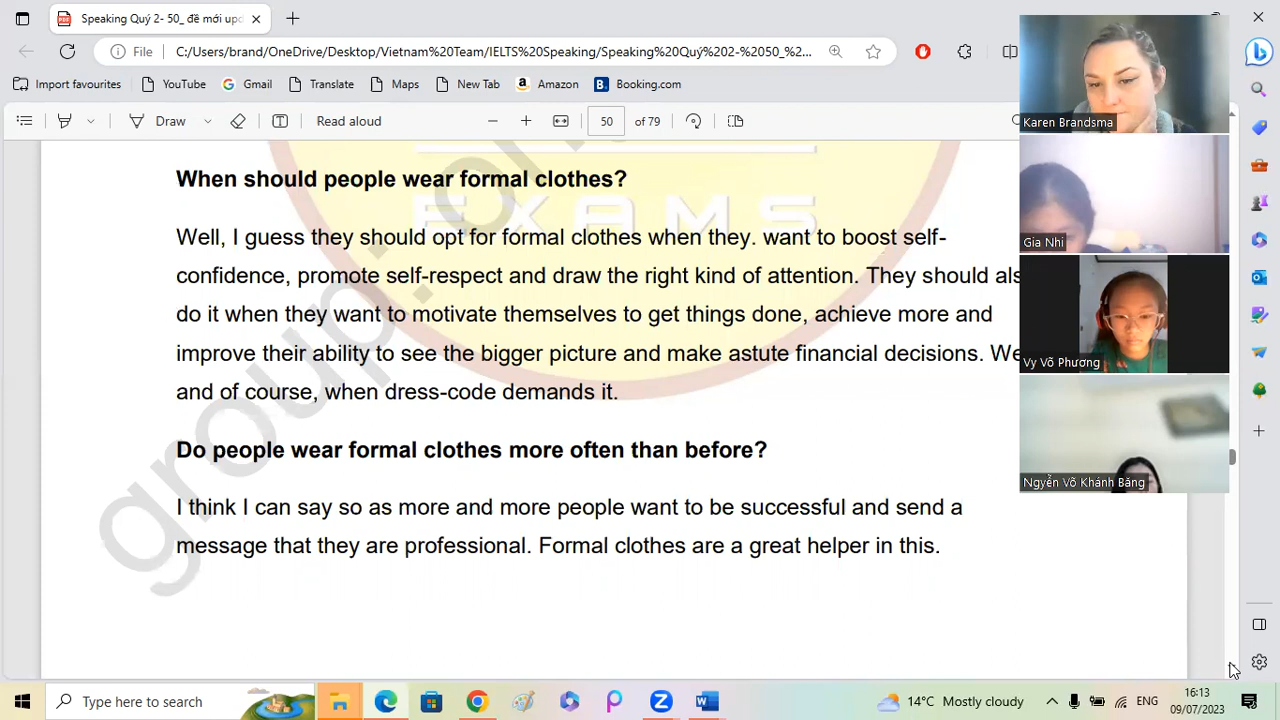 Speaking Quý 2- 50_ đề mới upd
File
C:/Users/brand/OneDrive/Desktop/Vietnam%20Team/IELTS%20Speaking/Speaking%20Quý%202-%2050_%...
Import favourites
YouTube
Gmail
Translate
Maps
New Tab
Amazon
Booking.com
Draw
Read aloud
50 of 79
When should people wear formal clothes?
EXAMS
Well, I guess they should opt for formal clothes when they. want to boost self-
confidence, promote self-respect and draw the right kind of attention. They should als
do it when they want to motivate themselves to get things done, achieve more and
improve their ability to see the bigger picture and make astute financial decisions. We
and of course, when dress-code demands it.
Do people wear formal clothes more often than before?
I think I can say so as more and more people want to be successful and send a
message that they are professional. Formal clothes are a great helper in this.
group.
Karen Brandsma
Gia Nhi
Vy Võ Phương
Nguyễn Võ Khánh Băng
Type here to search
14°C Mostly cloudy
ENG
16:13
09/07/2023